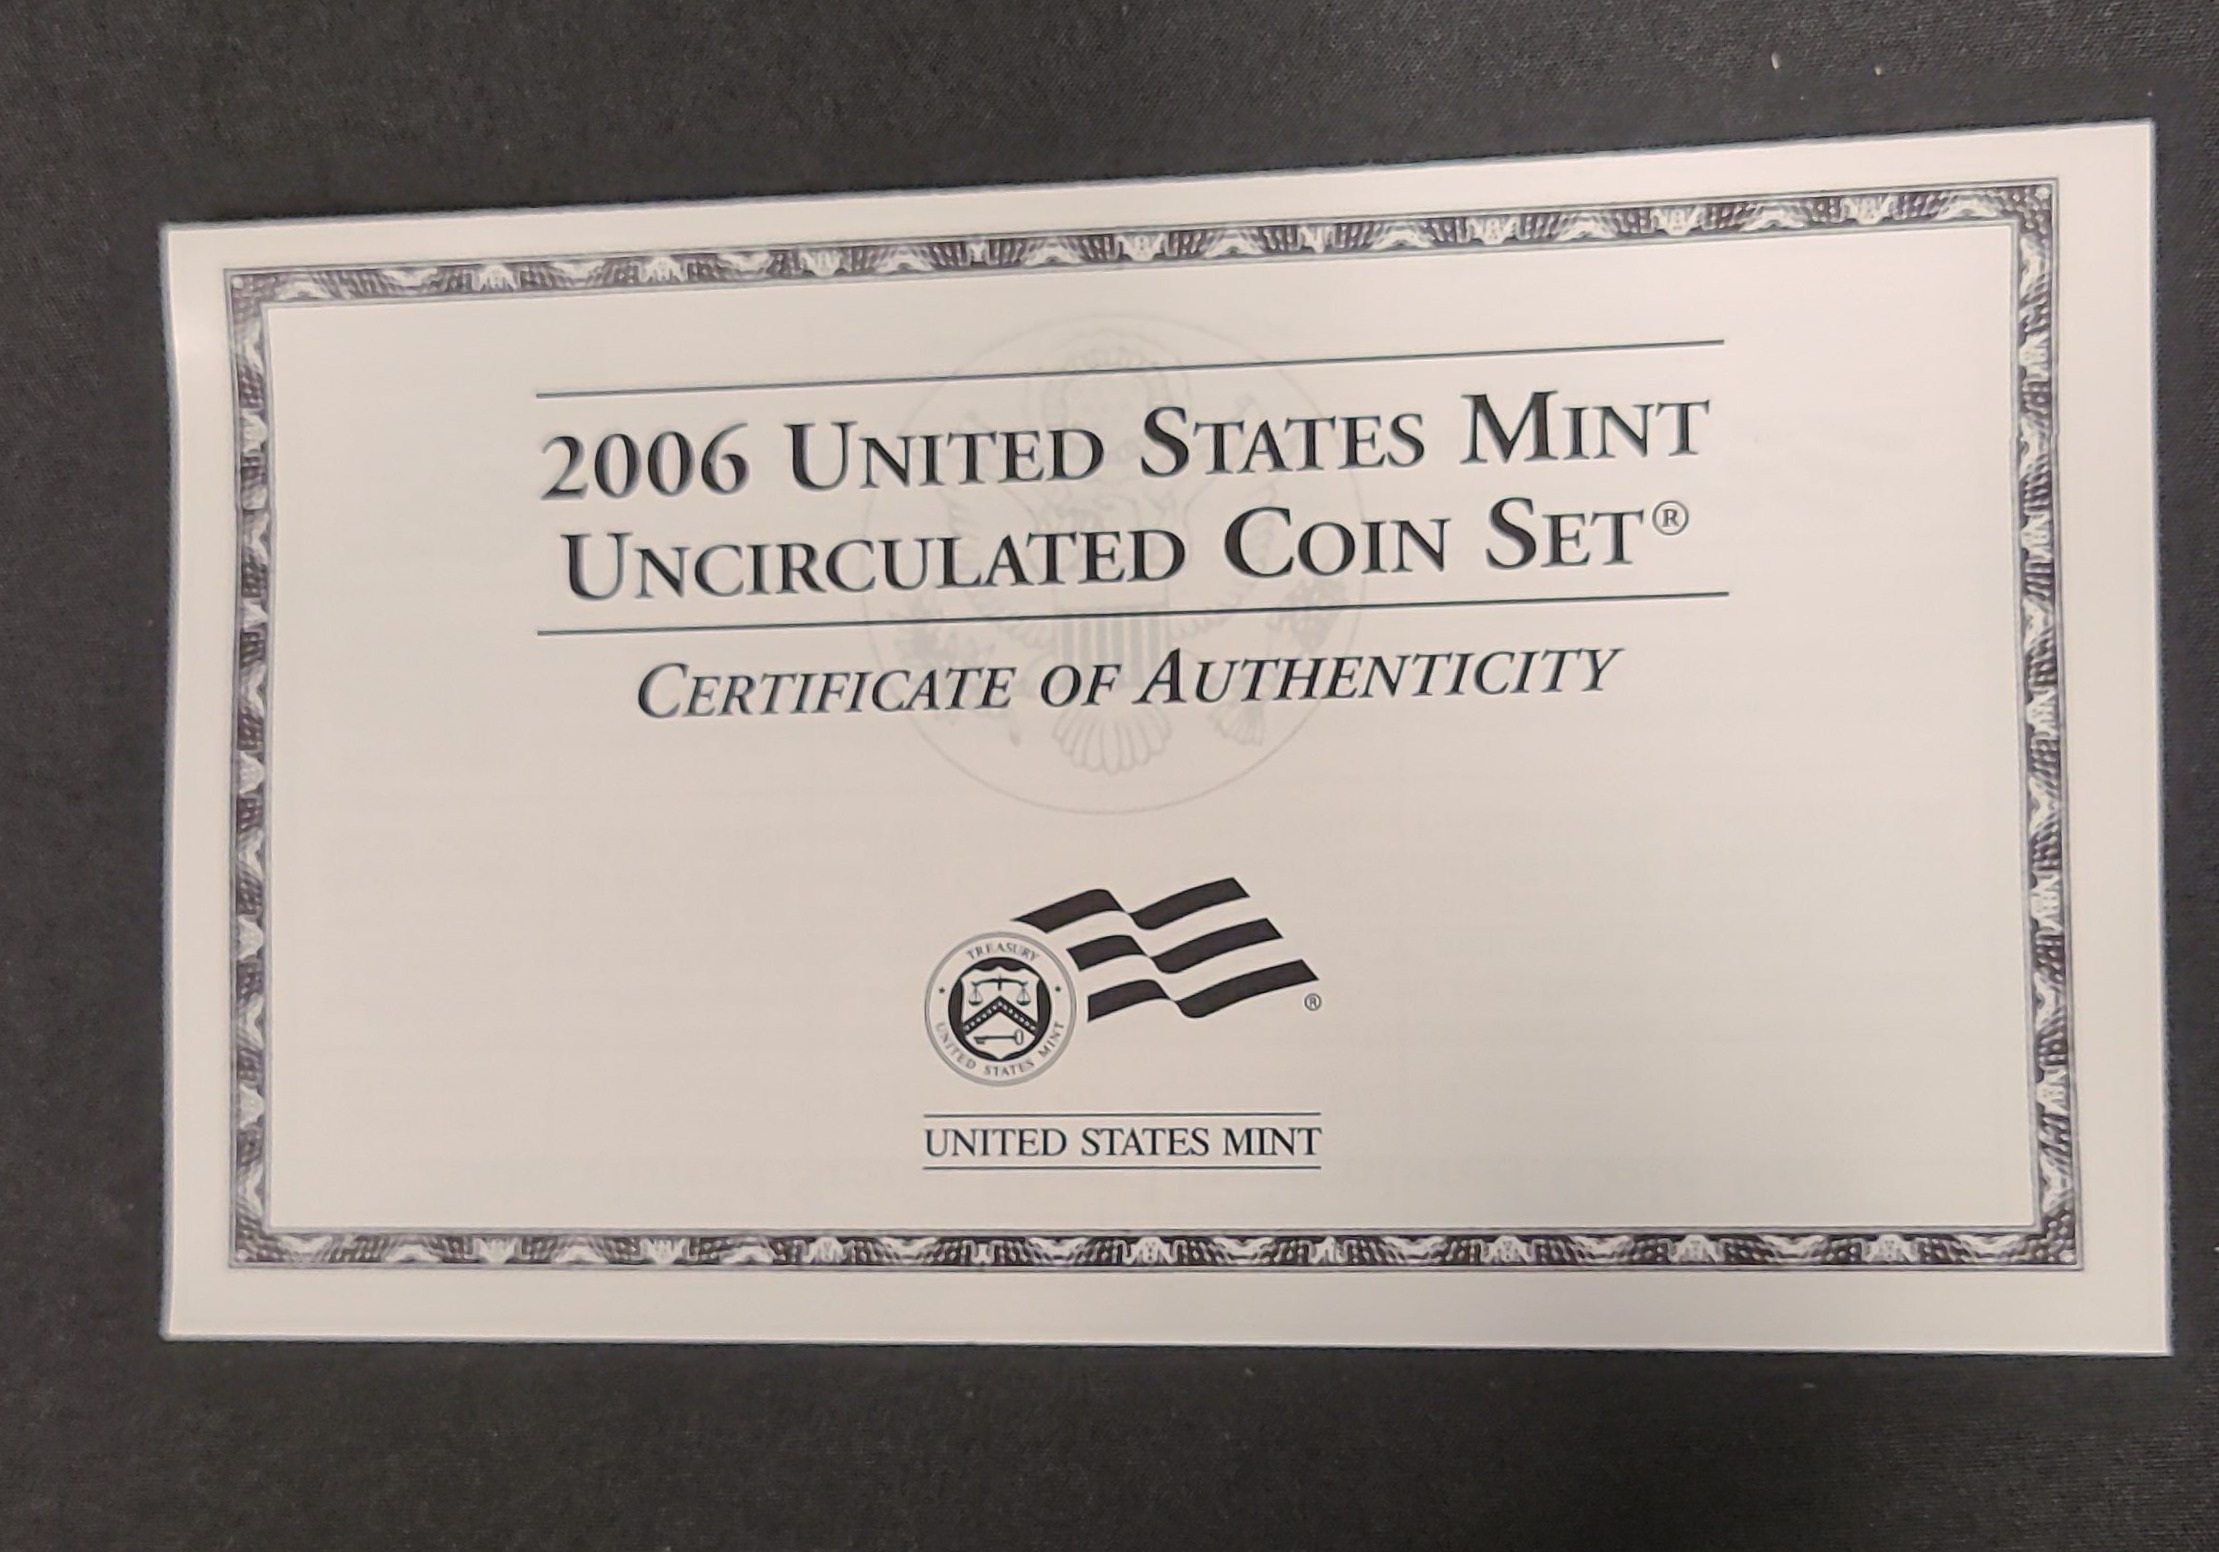 2006 UNITED STATES MINT
UNCIRCULATED COIN SET®
CERTIFICATE OF AUTHENTICITY
TREASURY
UNITED STATES MINT
®
UNITED STATES MINT